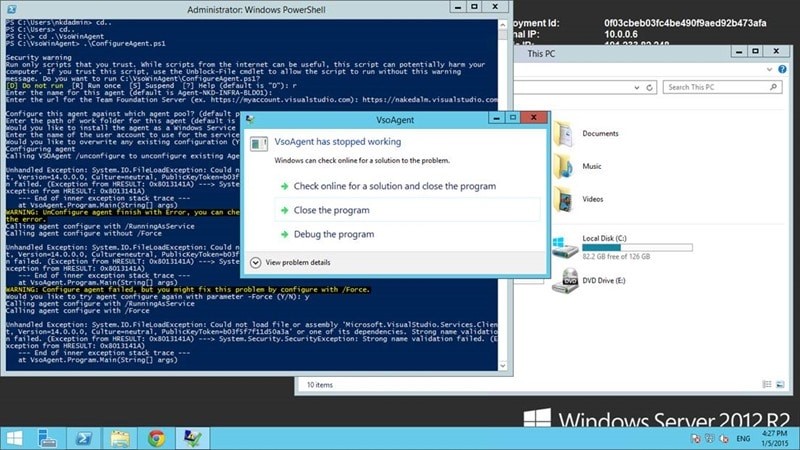 Administrator: Windows PowerShell
PS C:\Users\nkdadmin> cd..
PS C:\Users> cd..
PS C:\> cd .\VsoWinAgent
PS C:\VsoWinAgent> .\ConfigureAgent.ps1
Security warning
Run only scripts that you trust. While scripts from the internet can be useful, this script can potentially harm your
computer. If you trust this script, use the Unblock-File cmdlet to allow the script to run without this warning
message. Do you want to run C:\VsoWinAgent\ConfigureAgent.ps1?
[D] Do not run [R] Run once [S] Suspend [?] Help (default is "D"): r
Enter the name for this agent (default is Agent-NKD-INFRA-BLD01):
Enter the url for the Team Foundation Server (ex. https://myaccount.visualstudio.com): https://nakedalm.visualstudio.com
Configure this agent against which agent pool? (default p
Enter the path of work folder for this agent (default is
Would you like to install the agent as a Windows Service
Enter the name of the user account to use for the service
Would you like to overwrite any existing configuration (Y
Configuring agent
Calling VSOAgent /unconfigure to unconfigure existing Age
Unhandled Exception: System.IO.FileLoadException: Could n
t, Version=14.0.0.0, Culture=neutral, PublicKeyToken=b03f
n failed. (Exception from HRESULT: 0x8013141A) ---> Syste
xception from HRESULT: 0x8013141A)
--- End of inner exception stack trace ---
at VsoAgent.Program.Main(String[] args)
WARNING: UnConfigure agent finish with Error, you can che
the error.
Calling agent configure with /RunningAsService
Calling agent configure without /Force
Unhandled Exception: System.IO.FileLoadException: Could n
t, Version=14.0.0.0, Culture=neutral, PublicKeyToken=b03f
n failed. (Exception from HRESULT: 0x8013141A) ---> Syste
xception from HRESULT: 0x8013141A)
--- End of inner exception stack trace ---
at VsoAgent.Program.Main(String[] args)
WARNING: Configure agent failed, but you might fix this problem by configure with /Force.
Would you like to try agent configure again with parameter -Force (Y/N): y
Calling agent configure with /RunningAsService
Calling agent configure with /Force
Unhandled Exception: System.IO.FileLoadException: Could not load file or assembly 'Microsoft.VisualStudio.Services.Clien
t, Version=14.0.0.0, Culture=neutral, PublicKeyToken=b03f5f7f11d50a3a' or one of its dependencies. Strong name validatio
n failed. (Exception from HRESULT: 0x8013141A) ---> System.Security.SecurityException: Strong name validation failed. (E
xception from HRESULT: 0x8013141A)
--- End of inner exception stack trace ---
at VsoAgent.Program.Main(String[] args)
VsoAgent
VsoAgent has stopped working
Windows can check online for a solution to the problem.
Check online for a solution and close the program
Close the program
Debug the program
View problem details
oyment Id: 0f03cbeb03fc4be490f9aed92b473afa
nal IP: 10.0.0.6
This PC
Search This PC
Documents
Music
Videos
Local Disk (C:)
82.2 GB free of 126 GB
DVD
DVD Drive (E:)
10 items
Windows Server 2012 R2
ENG
4:27 PM
1/5/2015